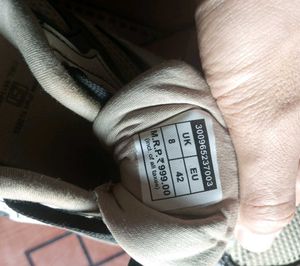 300965237003
UK EU
8 42
M.R.P.₹999.00
(incl. of all taxes)